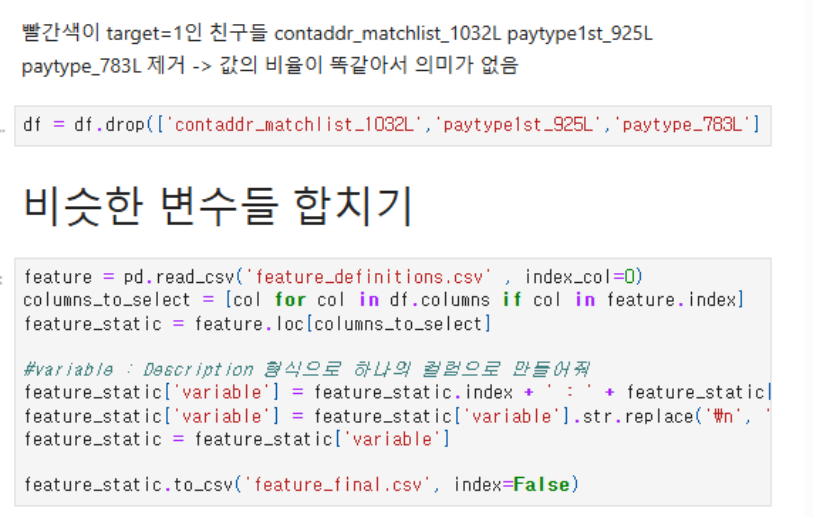 빨간색이 target=1인 친구들 contaddr_matchlist_1032L paytype1st_925L
paytype_783L 제거 -> 값의 비율이 똑같아서 의미가 없음
df = df.drop(['contaddr_matchlist_1032L','paytype1st_925L','paytype_783L']
비슷한 변수들 합치기
feature = pd.read_csv('feature_definitions.csv' , index_col=0)
columns_to_select = [col for col in df.columns if col in feature.index]
feature_static = feature.loc[columns_to_select]
#variable : Description 형식으로 하나의 컬럼으로 만들어줘
feature_static['variable'] = feature_static.index + ' : ' + feature_static[
feature_static['variable'] = feature_static['variable'].str.replace('₩n', '
feature_static = feature_static['variable']
feature_static.to_csv('feature_final.csv', index=False)